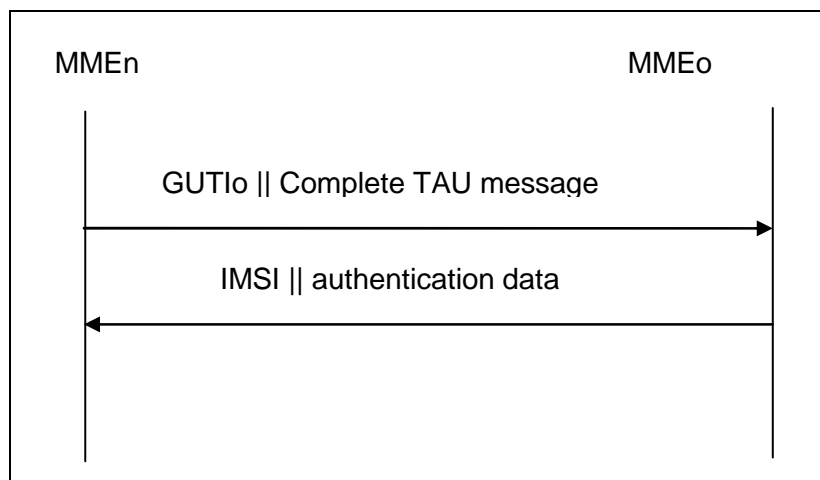 MMEn MMEo
GUTIo || Complete TAU message
IMSI || authentication data